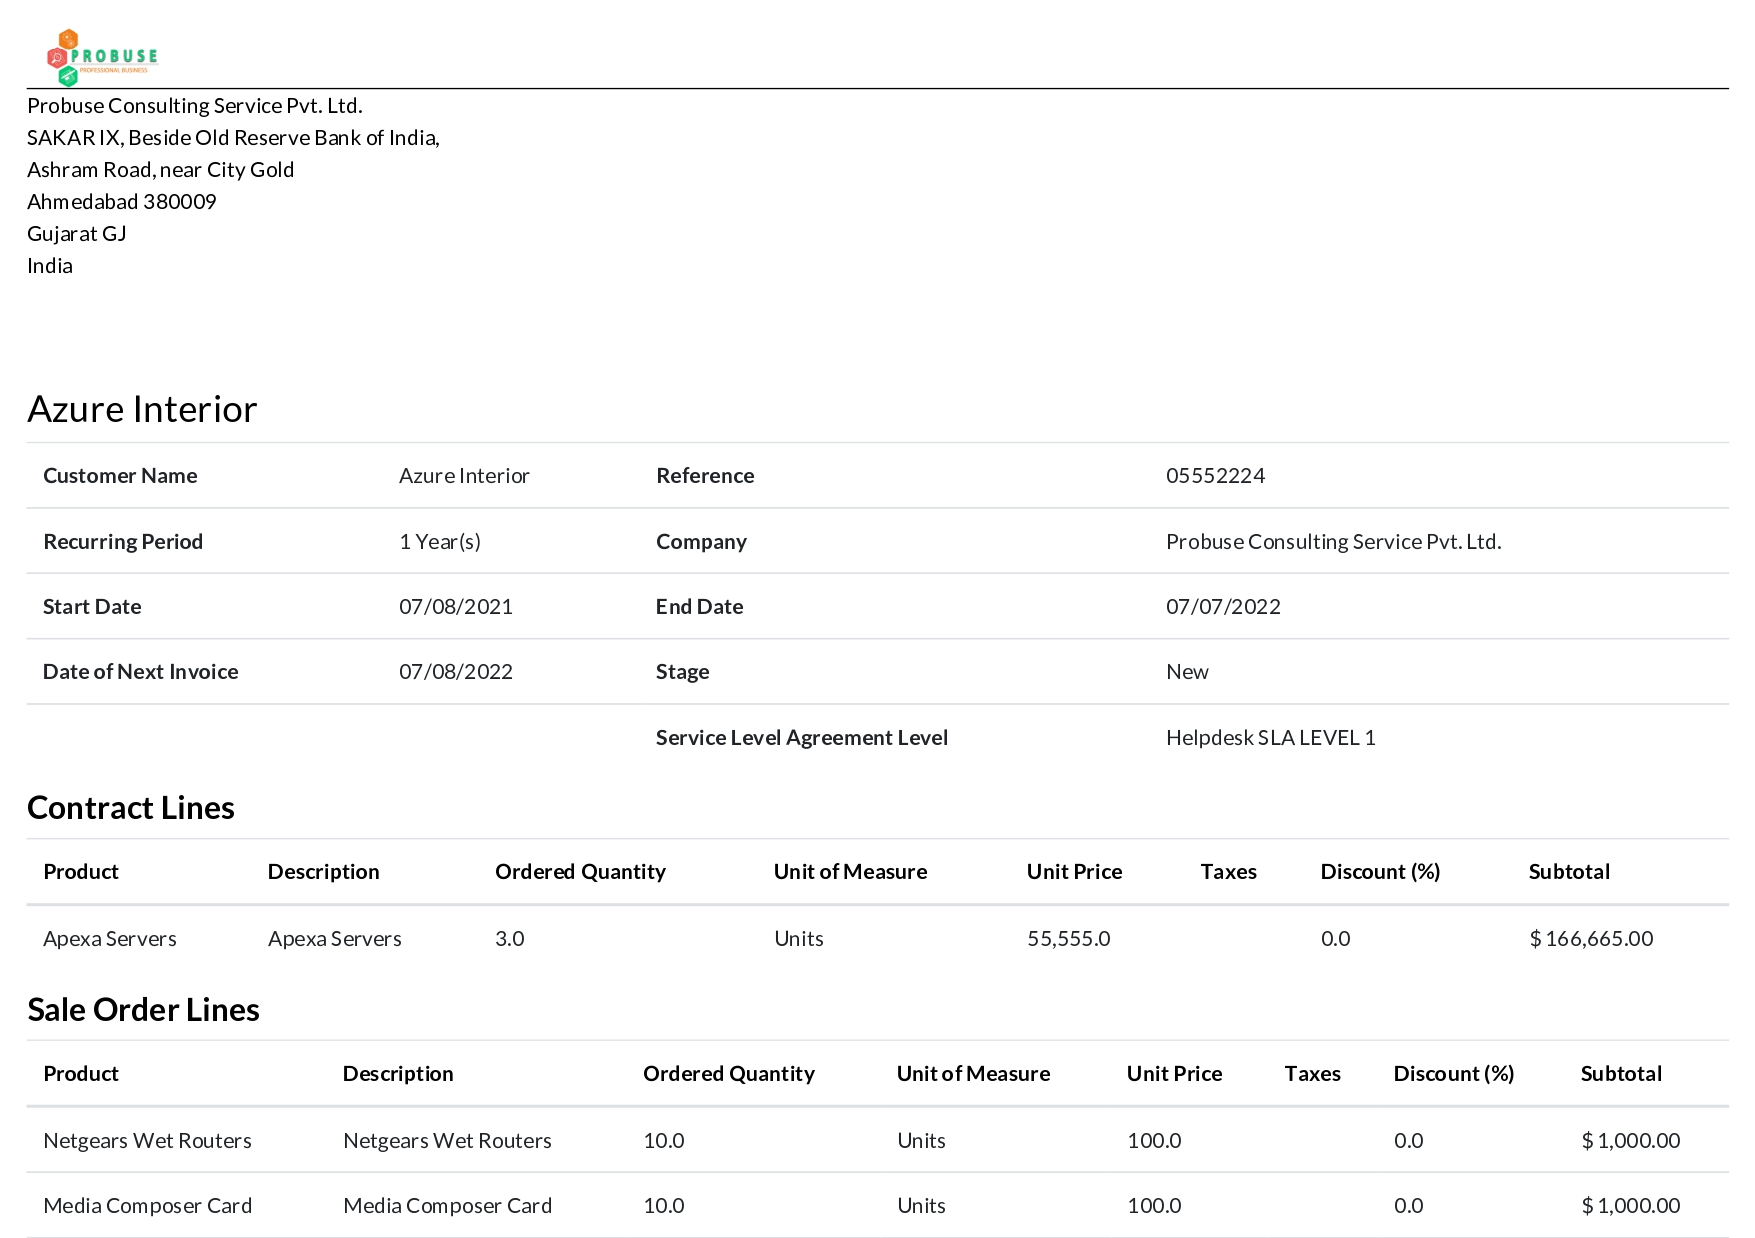 PROBUSE
PROFESSIONAL BUSINESS
Probuse Consulting Service Pvt. Ltd.
SAKAR IX, Beside Old Reserve Bank of India,
Ashram Road, near City Gold
Ahmedabad 380009
Gujarat GJ
India
Azure Interior
Customer Name Azure Interior Reference 05552224
Recurring Period 1 Year(s) Company Probuse Consulting Service Pvt. Ltd.
Start Date 07/08/2021 End Date 07/07/2022
Date of Next Invoice 07/08/2022 Stage New
Service Level Agreement Level Helpdesk SLA LEVEL 1
Contract Lines
Product Description Ordered Quantity Unit of Measure Unit Price Taxes Discount (%) Subtotal
Apexa Servers Apexa Servers 3.0 Units 55,555.0 0.0 $ 166,665.00
Sale Order Lines
Product Description Ordered Quantity Unit of Measure Unit Price Taxes Discount (%) Subtotal
Netgears Wet Routers Netgears Wet Routers 10.0 Units 100.0 0.0 $ 1,000.00
Media Composer Card Media Composer Card 10.0 Units 100.0 0.0 $ 1,000.00